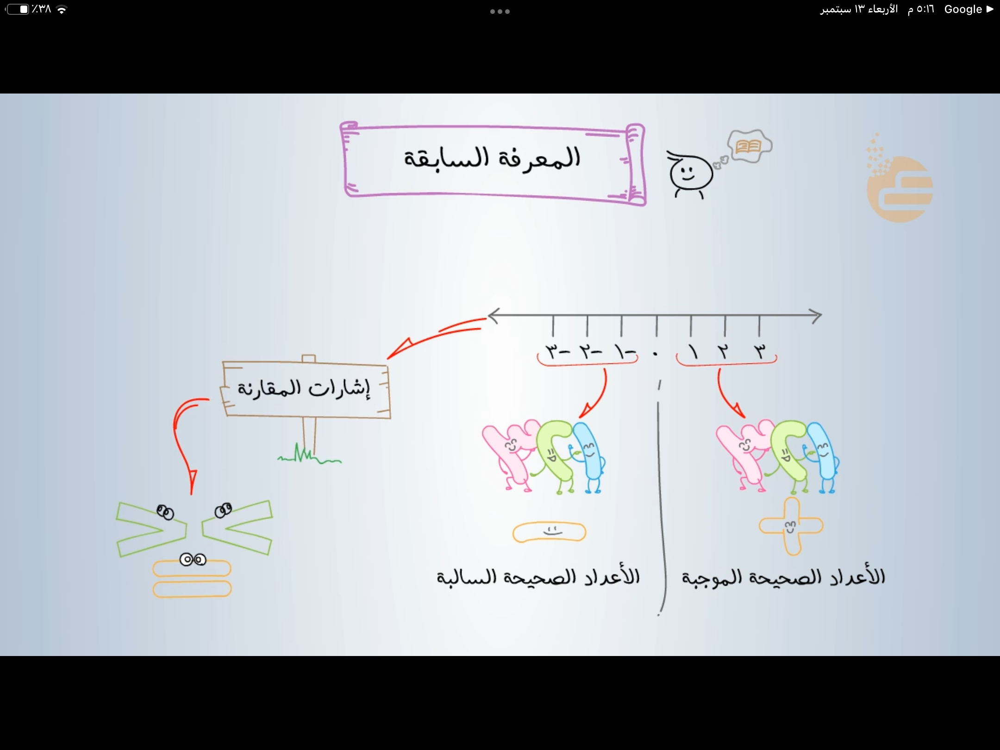 Google ٥:١٦ م الأربعاء ١٣ سبتمبر
٪٣٨
المعرفة السابقة
٣ ٢ ١ ٠ -١ -٢ -٣
إشارات المقارنة
الأعداد الصحيحة الموجبة
الأعداد الصحيحة السالبة